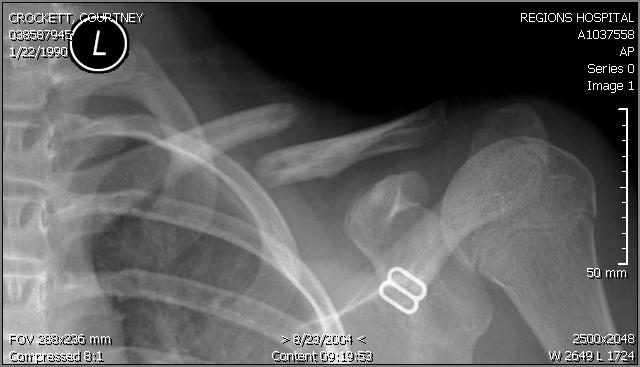 CROCKETT, COURTNEY
038587945
1/22/1990
L
REGIONS HOSPITAL
A1037558
AP
Series 0
Image 1
50 mm
FOV 288x236 mm
Compressed 8:1
> 8/23/2004 <
Content 09:19:53
2500x2048
W 2649 L 1724